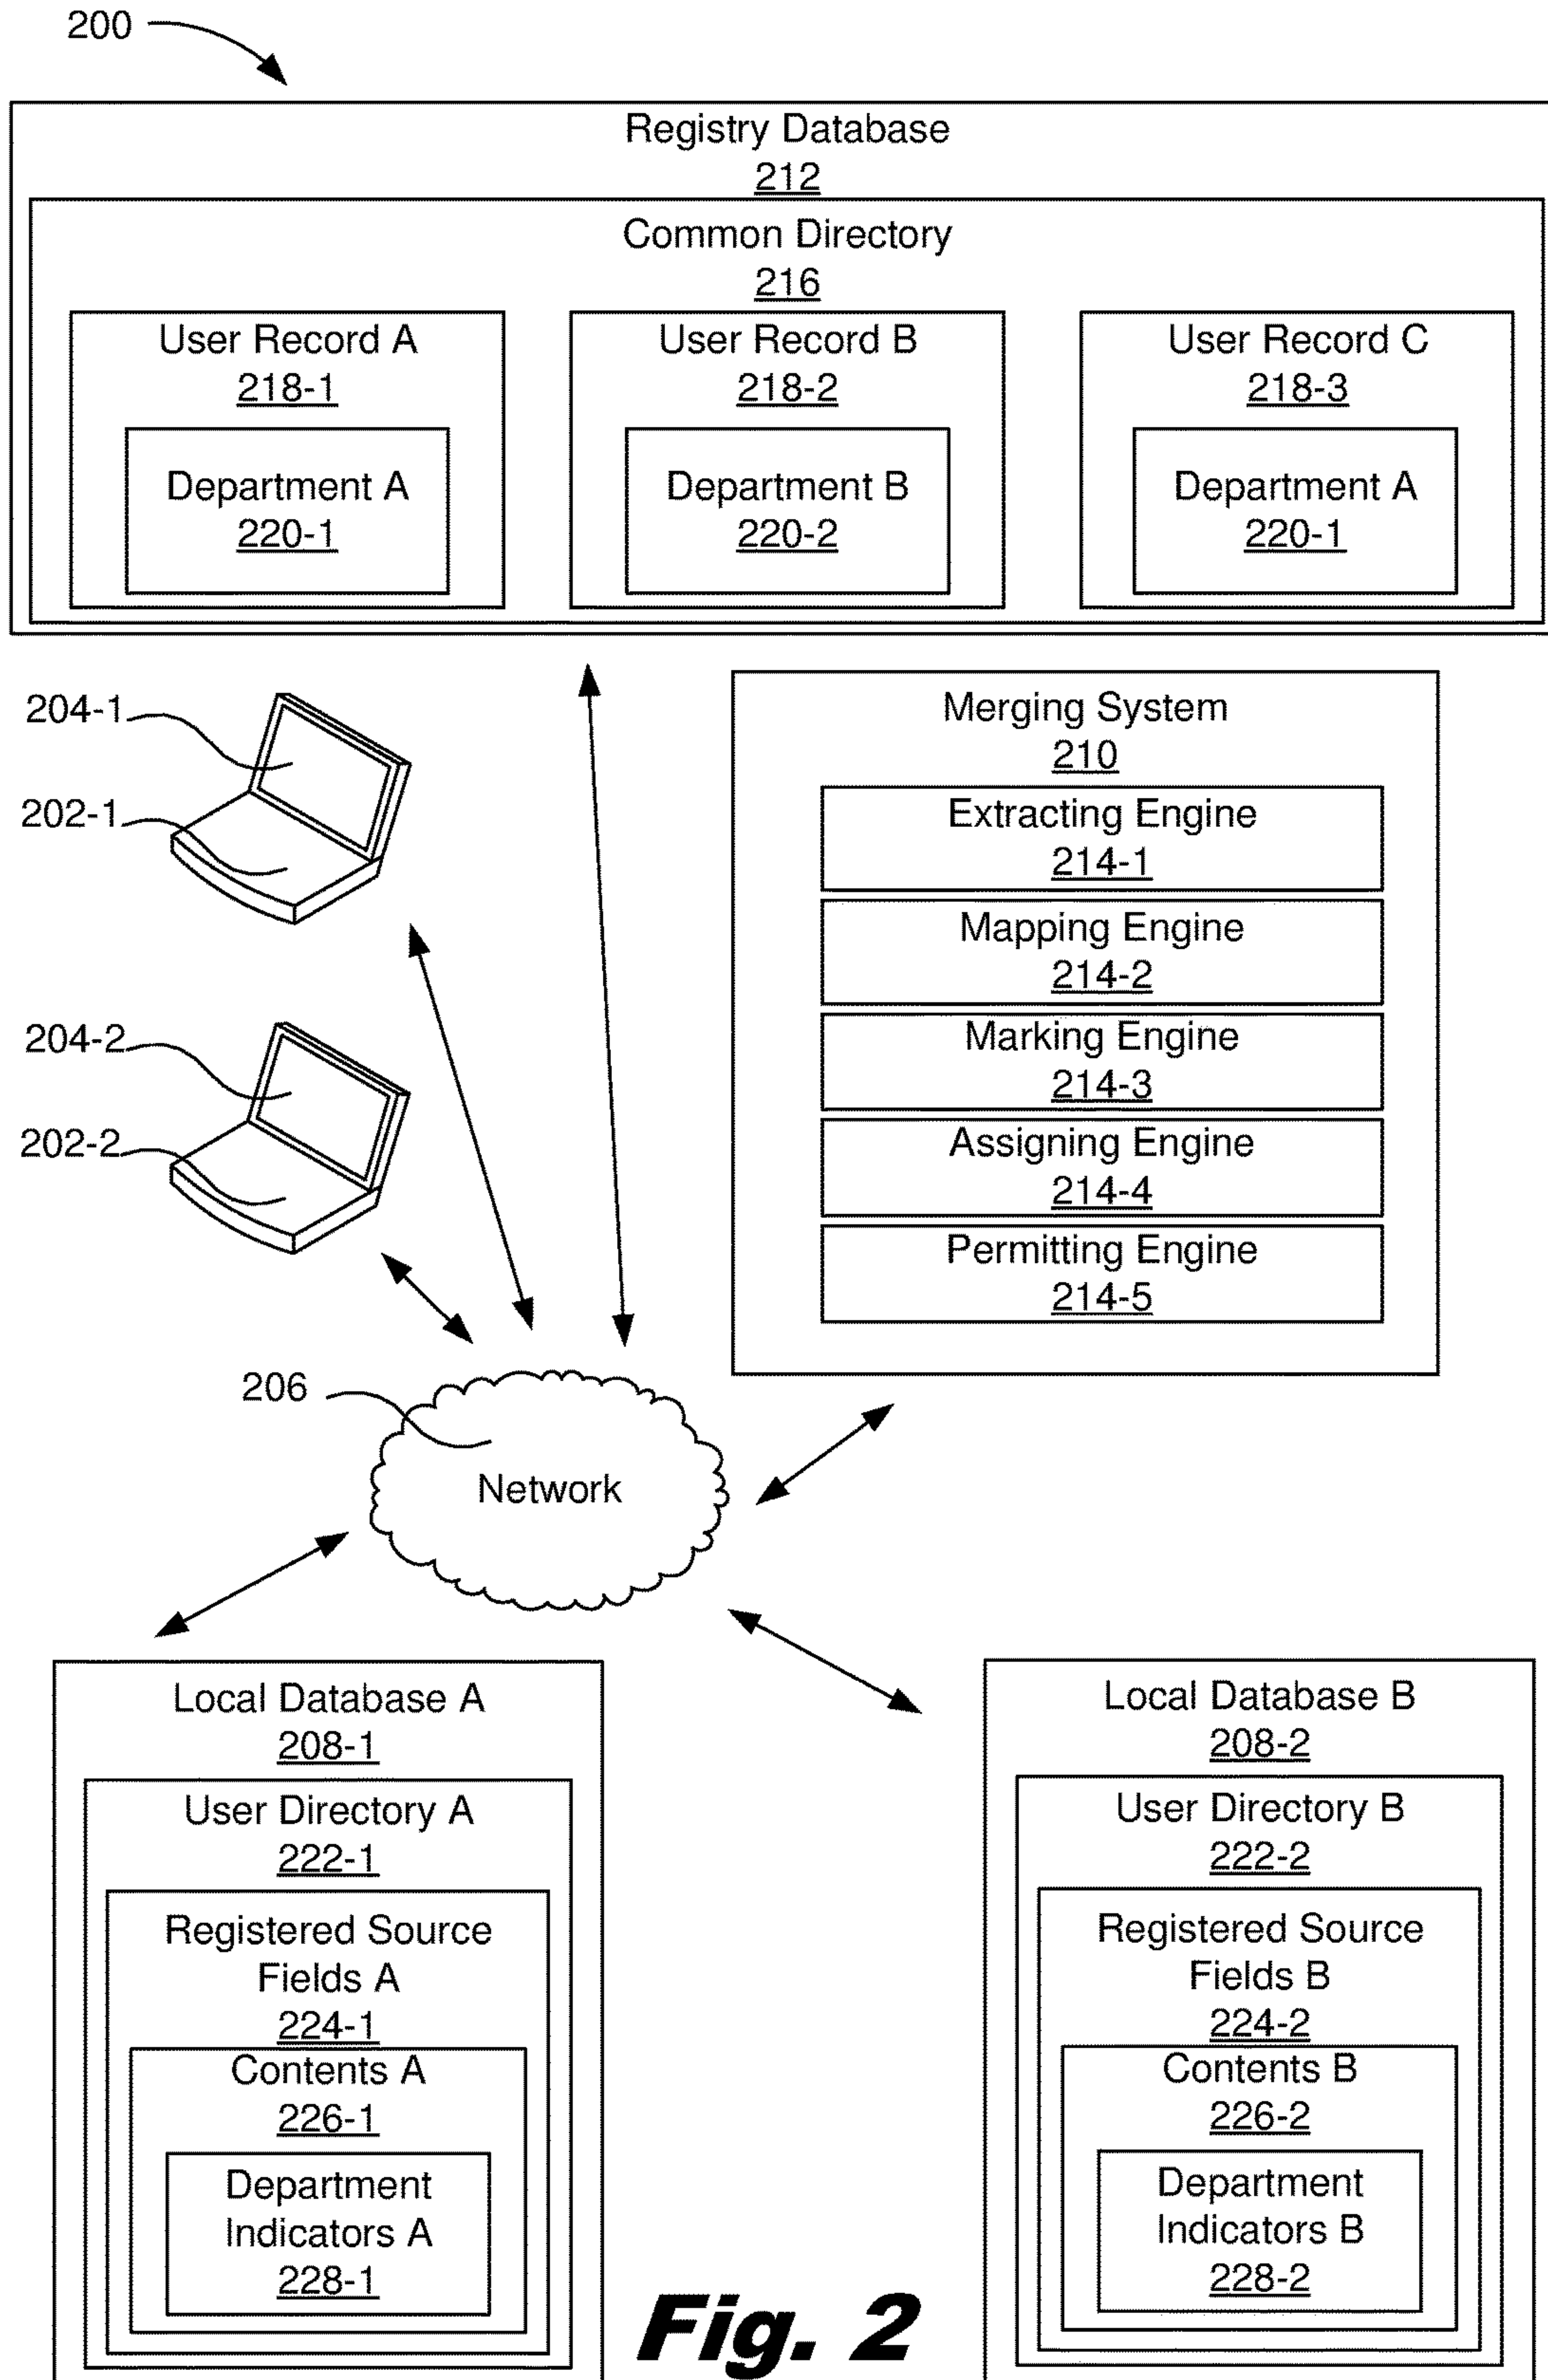 200
Registry Database
212
Common Directory
216
User Record A
218-1
Department A
220-1
User Record B
218-2
Department B
220-2
User Record C
218-3
Department A
220-1
204-1
202-1
204-2
202-2
Merging System
210
Extracting Engine
214-1
Mapping Engine
214-2
Marking Engine
214-3
Assigning Engine
214-4
Permitting Engine
214-5
206
Network
Local Database A
208-1
User Directory A
222-1
Registered Source
Fields A
224-1
Contents A
226-1
Department
Indicators A
228-1
Local Database B
208-2
User Directory B
222-2
Registered Source
Fields B
224-2
Contents B
226-2
Department
Indicators B
228-2
Fig. 2